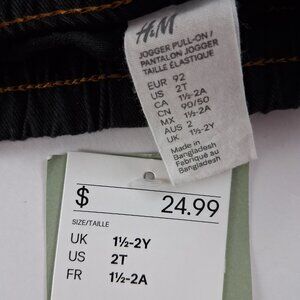 H&M
JOGGER PULL-ON/
PANTALON JOGGER
TAILLE ÉLASTIQUE
EUR 92
US 2T
CA 1½-2A
CN 90/50
MX 1½-2A
AUS 2
UK 1½-2Y
Made in
Bangladesh
Fabriqué au
Bangladesh
$ 24.99
SIZE/TAILLE
UK 1½-2Y
US 2T
FR 1½-2A